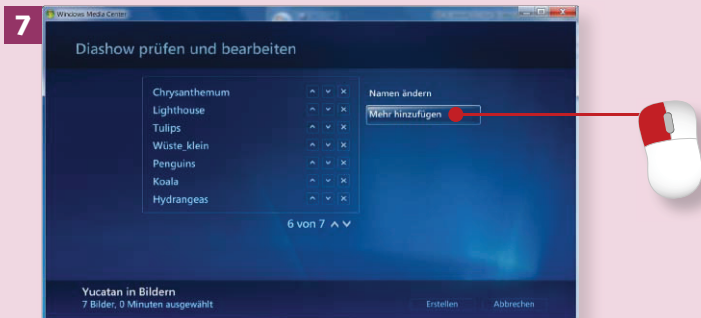 7
Windows Media Center
Diashow prüfen und bearbeiten
Chrysanthemum
Lighthouse
Tulips
Wüste_klein
Penguins
Koala
Hydrangeas
6 von 7
Namen ändern
Mehr hinzufügen
Yucatan in Bildern
7 Bilder, 0 Minuten ausgewählt
Erstellen Abbrechen